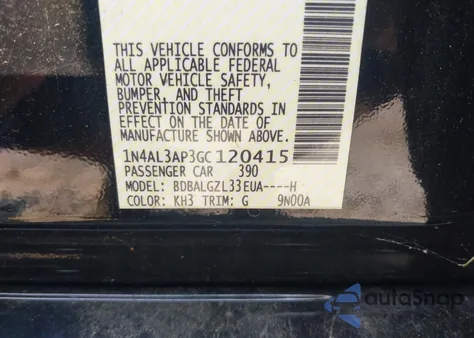 THIS VEHICLE CONFORMS TO
ALL APPLICABLE FEDERAL
MOTOR VEHICLE SAFETY,
BUMPER, AND THEFT
PREVENTION STANDARDS IN
EFFECT ON THE DATE OF
MANUFACTURE SHOWN ABOVE.
1N4AL3AP3GC120415
PASSENGER CAR 390
MODEL: BDBALGZL33EUA----H
COLOR: KH3 TRIM: G 9N00A
autoSnap